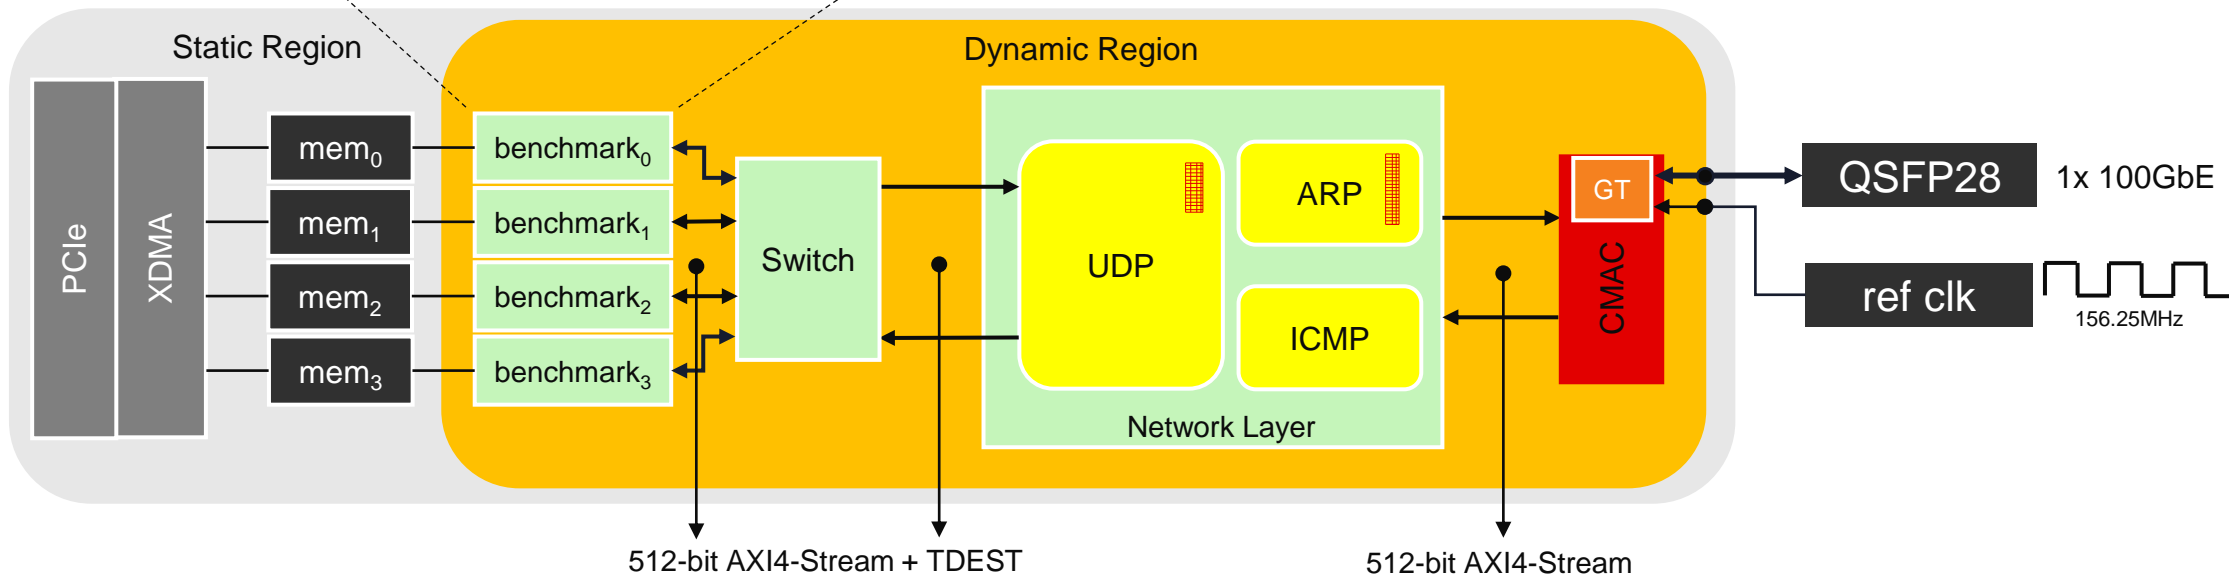 Static Region
Dynamic Region
PCIe
XDMA
mem0
mem1
mem2
mem3
benchmark0
benchmark1
benchmark2
benchmark3
Switch
UDP
ARP
ICMP
Network Layer
GT
CMAC
QSFP28
1x 100GbE
ref clk
156.25MHz
512-bit AXI4-Stream + TDEST
512-bit AXI4-Stream